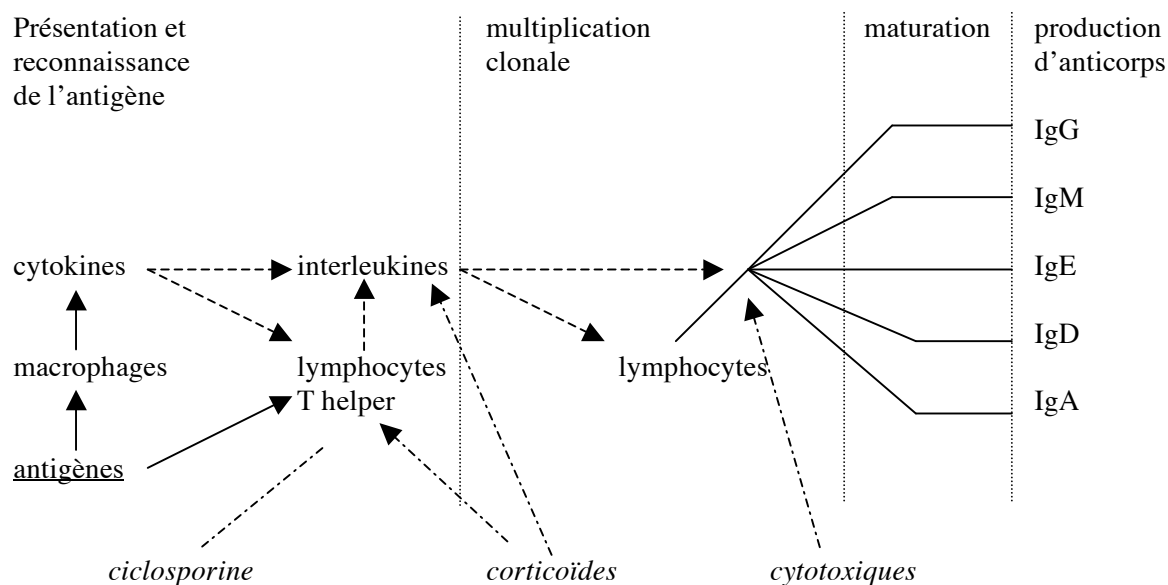 Présentation et
reconnaissance
de l’antigène
multiplication
clonale
maturation
production
d’anticorps
IgG
IgM
cytokines
interleukines
IgE
IgD
macrophages
lymphocytes
T helper
lymphocytes
IgA
antigènes
ciclosporine
corticoïdes
cytotoxiques